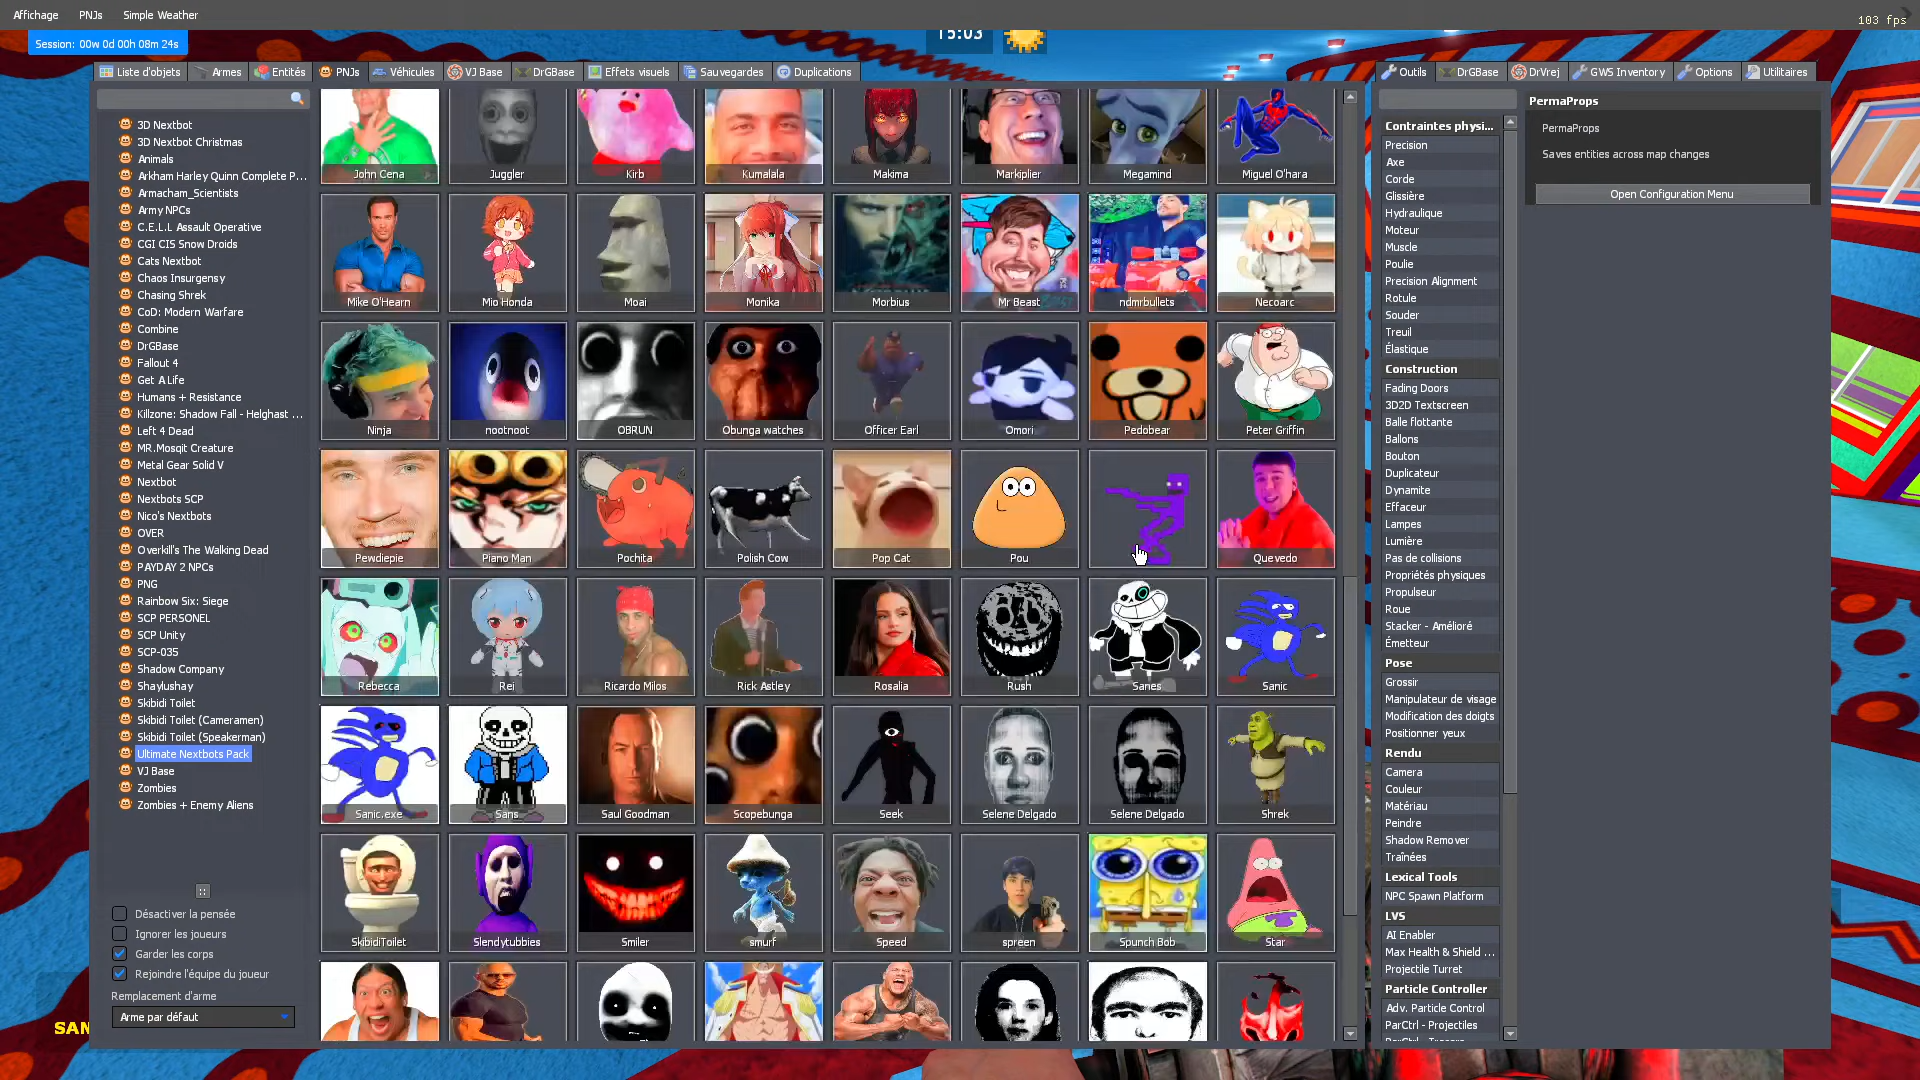 Affichage PNJs Simple Weather
103 fps
Session: 00w 0d 00h 08m 24s
15:03
Liste d'objets Armes Entités PNJs Véhicules VJ Base DrGBase Effets visuels Sauvegardes Duplications
Outils DrGBase DrVrej GWS Inventory Options Utilitaires
3D Nextbot
3D Nextbot Christmas
Animals
Arkham Harley Quinn Complete P...
Armacham_Scientists
Army NPCs
C.E.L.L Assault Operative
CGI CIS Snow Droids
Cats Nextbot
Chaos Insurgensy
Chasing Shrek
CoD: Modern Warfare
Combine
DrGBase
Fallout 4
Get A Life
Humans + Resistance
Killzone: Shadow Fall - Helghast ...
Left 4 Dead
MR.Mosqit Creature
Metal Gear Solid V
Nextbot
Nextbots SCP
Nico's Nextbots
OVER
Overkill's The Walking Dead
PAYDAY 2 NPCs
PNG
Rainbow Six: Siege
SCP PERSONEL
SCP Unity
SCP-035
Shadow Company
Shaylushay
Skibidi Toilet
Skibidi Toilet (Cameramen)
Skibidi Toilet (Speakerman)
Ultimate Nextbots Pack
VJ Base
Zombies
Zombies + Enemy Aliens
Désactiver la pensée
Ignorer les joueurs
Garder les corps
Rejoindre l'équipe du joueur
Remplacement d'arme
Arme par défaut
SAN
John Cena Juggler Kirb Kumalala Makima Markiplier Megamind Miguel O'hara
Mike O'Hearn Mio Honda Moai Monika Morbius Mr Beast ndmrbullets Necoarc
Ninja nootnoot OBRUN Obunga watches Officer Earl Omori Pedobear Peter Griffin
Pewdiepie Piano Man Pochita Polish Cow Pop Cat Pou Quevedo
Rebecca Rei Ricardo Milos Rick Astley Rosalia Rush Sanes Sanic
Sanic.exe Sans Saul Goodman Scopebunga Seek Selene Delgado Selene Delgado Shrek
SkibidiToilet Slendytubbies Smiler smurf Speed spreen Spunch Bob Star
Contraintes physi...
Precision
Axe
Corde
Glissière
Hydraulique
Moteur
Muscle
Poulie
Precision Alignment
Rotule
Souder
Treuil
Élastique
Construction
Fading Doors
3D2D Textscreen
Balle flottante
Ballons
Bouton
Duplicateur
Dynamite
Effaceur
Lampes
Lumière
Pas de collisions
Propriétés physiques
Propulseur
Roue
Stacker - Amélioré
Émetteur
Pose
Grossir
Manipulateur de visage
Modification des doigts
Positionner yeux
Rendu
Camera
Couleur
Matériau
Peindre
Shadow Remover
Traînées
Lexical Tools
NPC Spawn Platform
LVS
AI Enabler
Max Health & Shield ...
Projectile Turret
Particle Controller
Adv. Particle Control
ParCtrl - Projectiles
PermaProps
PermaProps
Saves entities across map changes
Open Configuration Menu